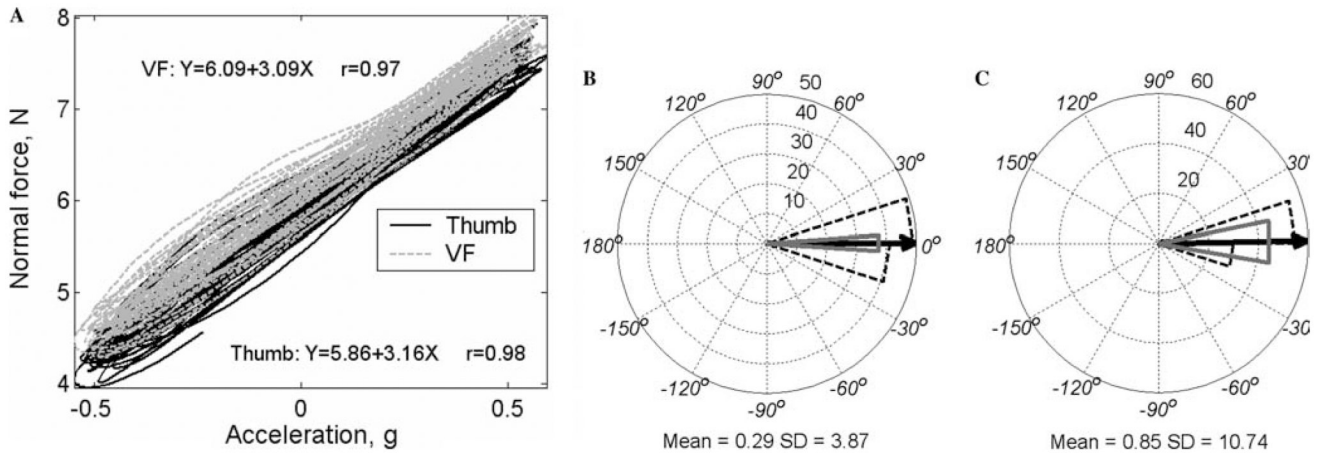 A
8
7
6
5
4
Normal force, N
VF: Y=6.09+3.09X r=0.97
Thumb
VF
Thumb: Y=5.86+3.16X r=0.98
-0.5 0 0.5
Acceleration, g
B
90° 50
120° 60°
40
150° 30 30°
20
10
180° 0°
-150° -30°
-120° -60°
-90°
Mean = 0.29 SD = 3.87
C
90° 60
120° 60°
40
150° 30°
20
180° 0°
-150° -30
-120° -60°
-90°
Mean = 0.85 SD = 10.74